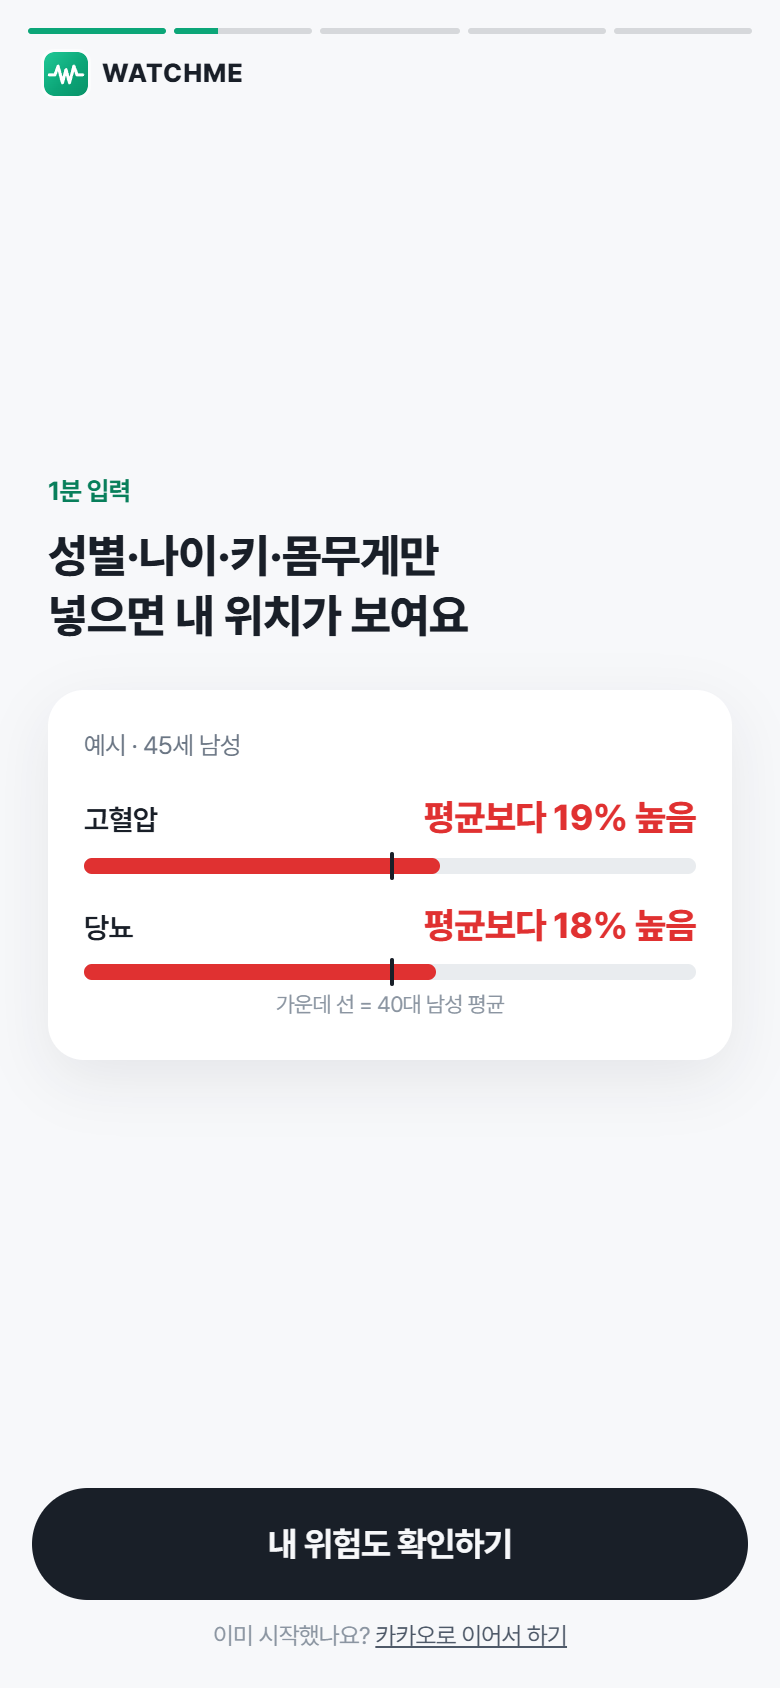 WATCHME
1분 입력
성별·나이·키·몸무게만
넣으면 내 위치가 보여요
예시 · 45세 남성
고혈압 평균보다 19% 높음
당뇨 평균보다 18% 높음
가운데 선 = 40대 남성 평균
내 위험도 확인하기
이미 시작했나요? 카카오로 이어서 하기